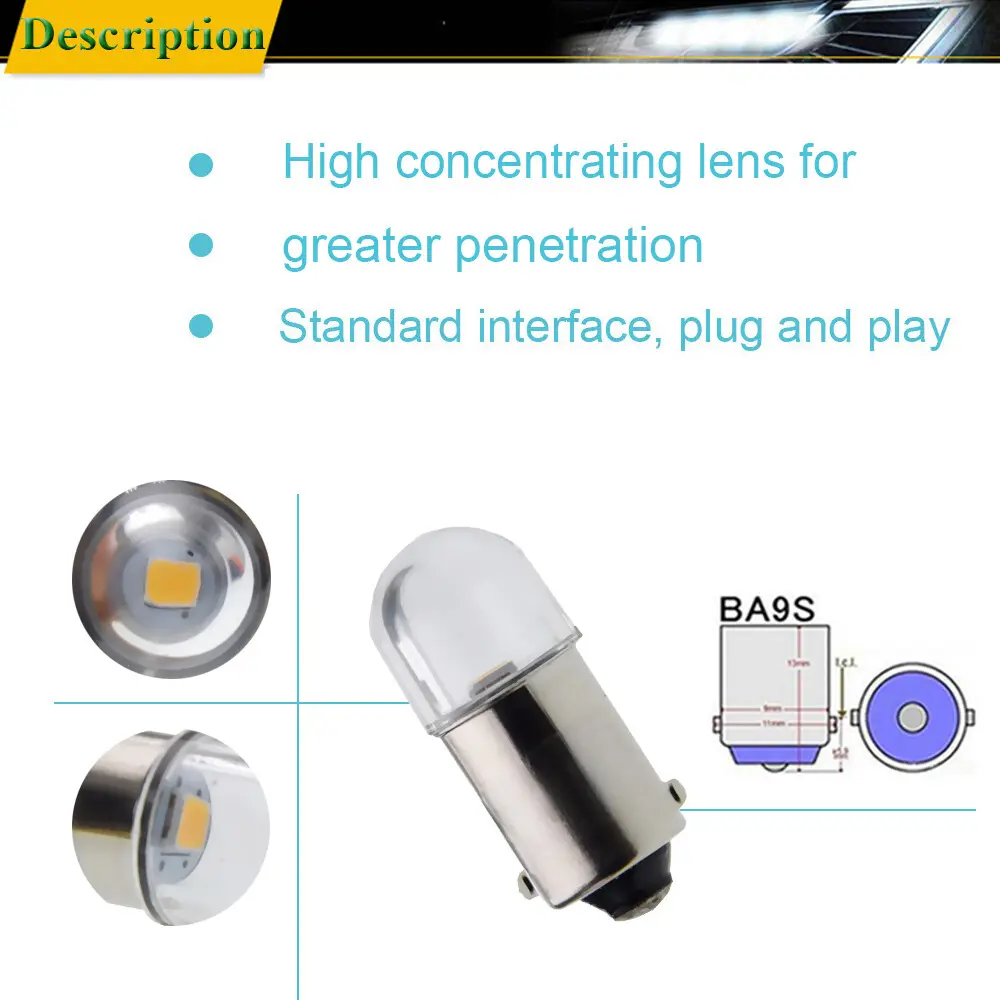 Description
● High concentrating lens for
● greater penetration
● Standard interface, plug and play
BA9S
13mm
9mm
11mm